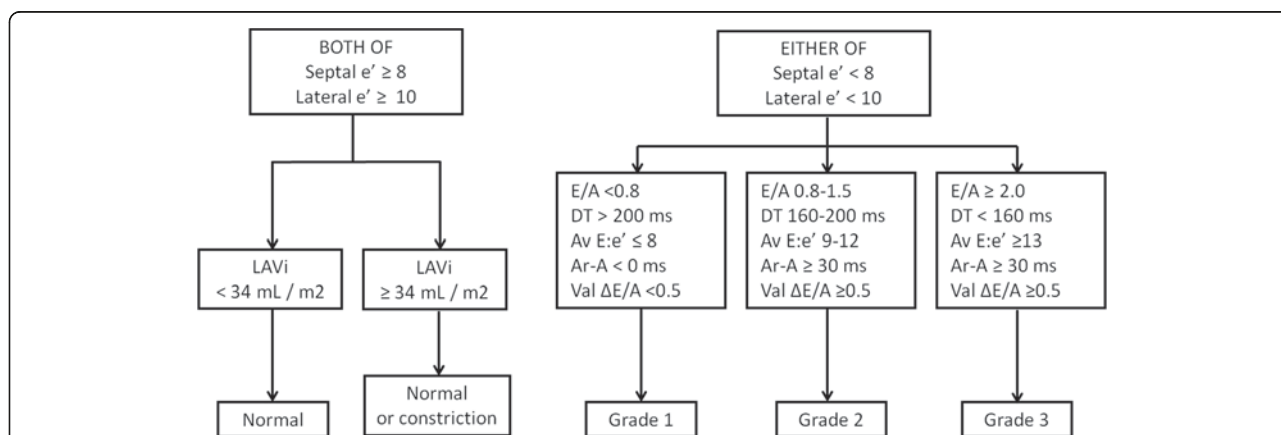 BOTH OF
Septal e’ ≥ 8
Lateral e’ ≥ 10
EITHER OF
Septal e’ < 8
Lateral e’ < 10
LAVi
< 34 mL / m2
LAVi
≥ 34 mL / m2
E/A <0.8
DT > 200 ms
Av E:e’ ≤ 8
Ar-A < 0 ms
Val ΔE/A <0.5
E/A 0.8-1.5
DT 160-200 ms
Av E:e’ 9-12
Ar-A ≥ 30 ms
Val ΔE/A ≥0.5
E/A ≥ 2.0
DT < 160 ms
Av E:e’ ≥13
Ar-A ≥ 30 ms
Val ΔE/A ≥0.5
Normal
Normal
or constriction
Grade 1
Grade 2
Grade 3